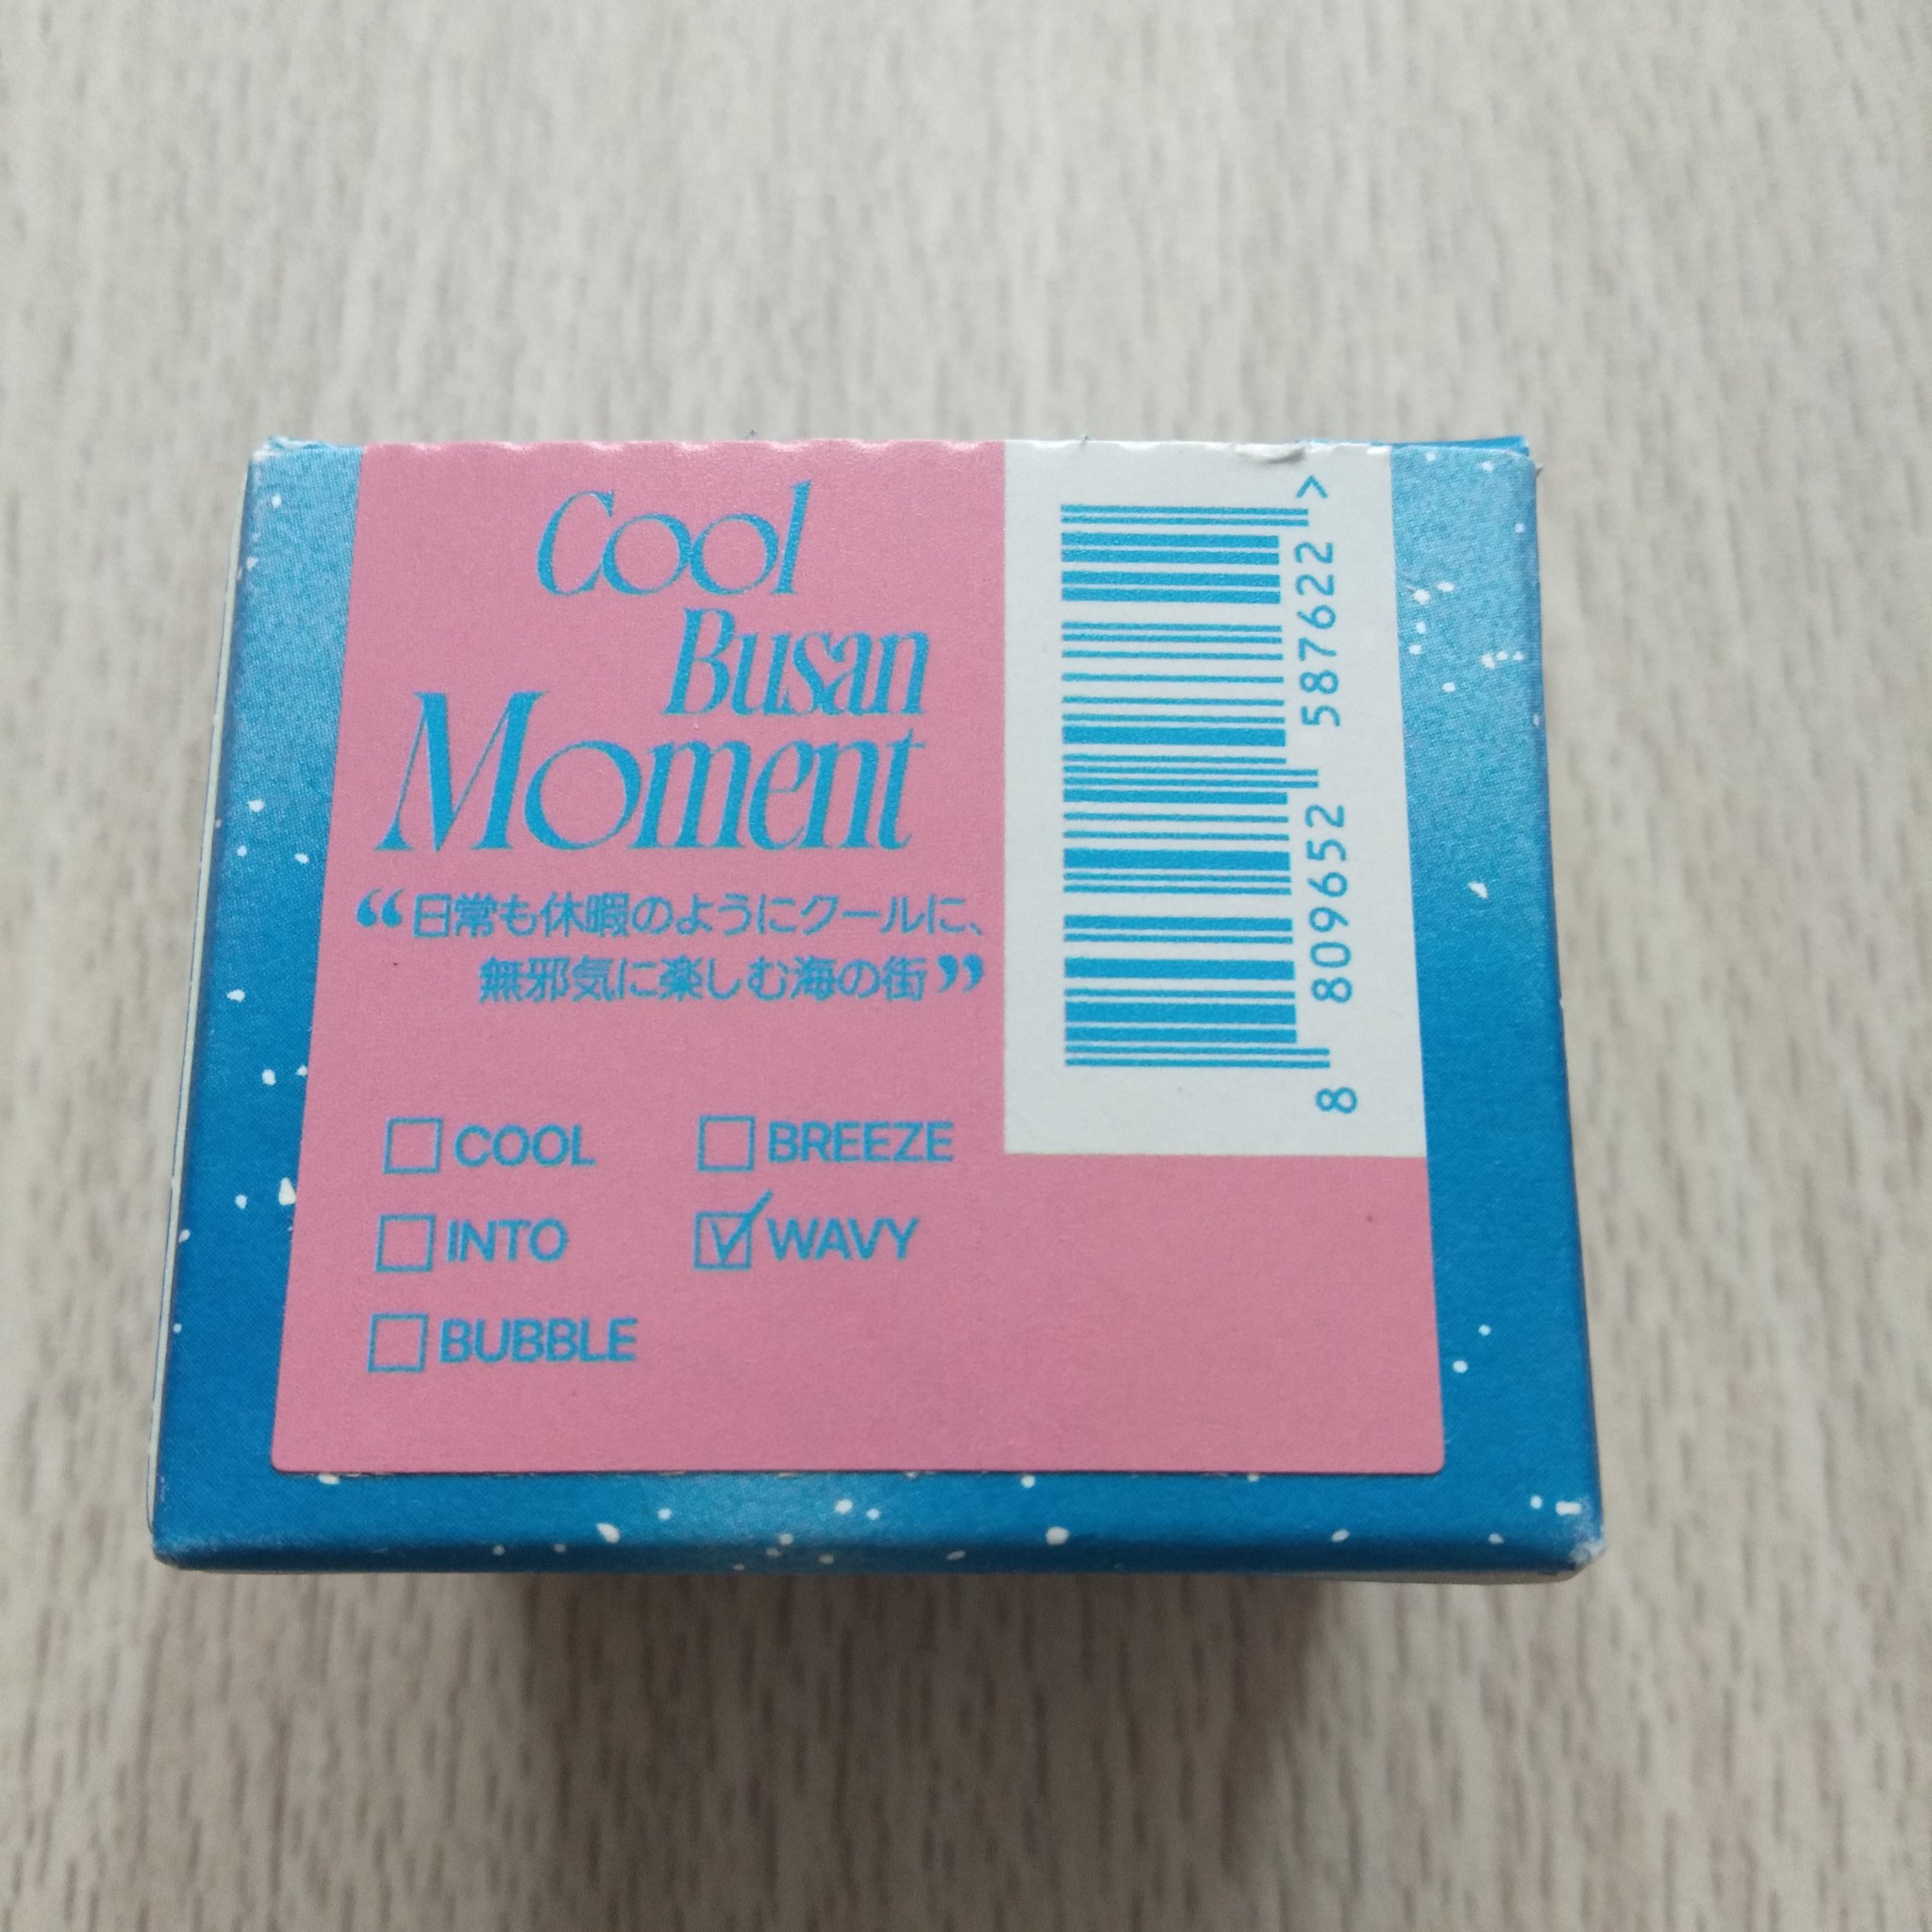 Cool
Busan
Moment
“日常も休暇のようにクールに、
無邪気に楽しむ海の街”
COOL
BREEZE
INTO
WAVY
BUBBLE
8 809652 587622 >